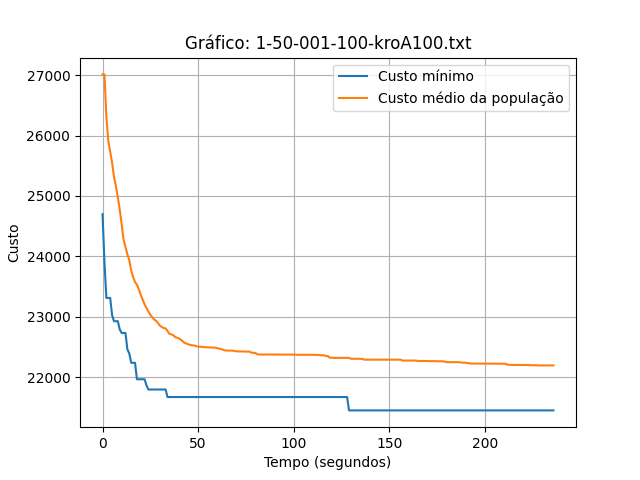 Gráfico: 1-50-001-100-kroA100.txt
Custo mínimo
Custo médio da população
27000
26000
25000
24000
23000
22000
Custo
0
50
100
150
200
Tempo (segundos)